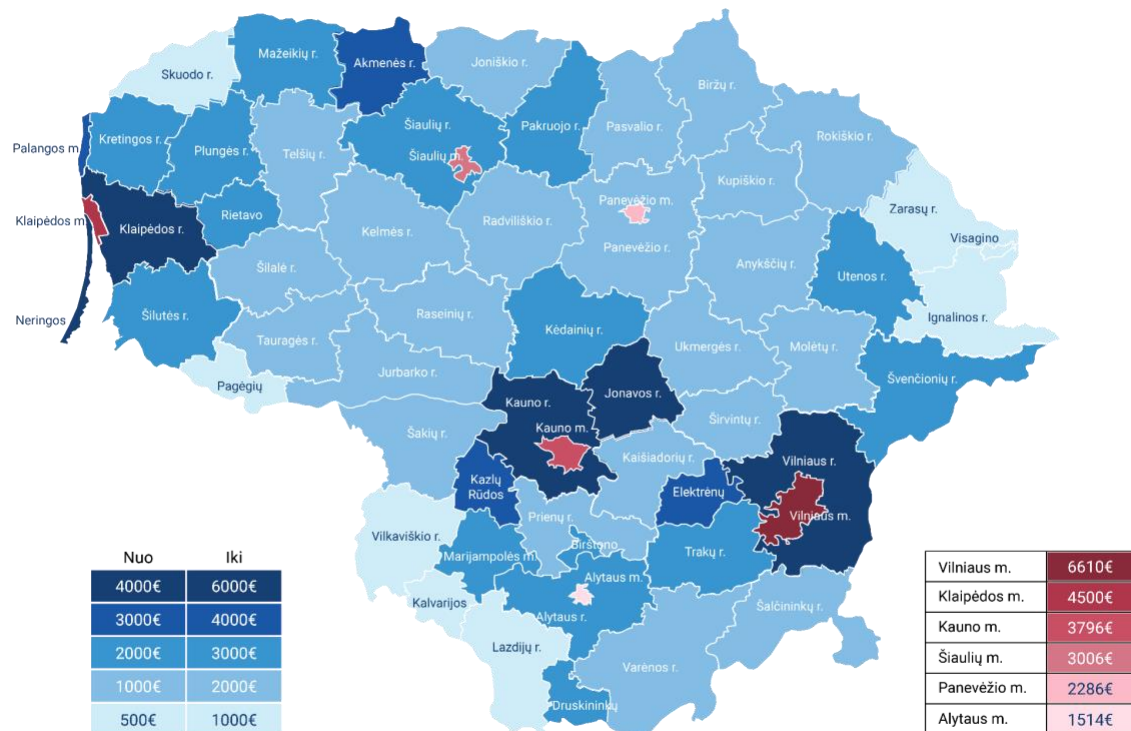 Skuodo r.
Mažeikių r.
Akmenės r.
Joniškio r.
Biržų r.
Kretingos r.
Plungės r.
Telšių r.
Šiaulių r.
Šiaulių m.
Pakruojo r.
Pasvalio r.
Rokiškio r.
Palangos m.
Kupiškio r.
Klaipėdos m.
Klaipėdos r.
Rietavo
Kelmės r.
Radviliškio r.
Panevėžio m.
Panevėžio r.
Zarasų r.
Visagino
Šilalė r.
Anykščių r.
Utenos r.
Ignalinos r.
Neringos
Šilutės r.
Tauragės r.
Raseinių r.
Kėdainių r.
Ukmergės r.
Molėtų r.
Pagėgių
Jurbarko r.
Švenčionių r.
Kauno r.
Kauno m.
Jonavos r.
Širvintų r.
Šakių r.
Kaišiadorių r.
Vilniaus r.
Vilniaus m.
Kazlų
Rūdos
Elektrėnų
Prienų r.
Birštono
Vilkaviškio r.
Marijampolės m.
Trakų r.
Alytaus m.
Alytaus r.
Kalvarijos
Šalčininkų r.
Lazdijų r.
Varėnos r.
Druskininkų
Nuo Iki
4000€ 6000€
3000€ 4000€
2000€ 3000€
1000€ 2000€
500€ 1000€
Vilniaus m. 6610€
Klaipėdos m. 4500€
Kauno m. 3796€
Šiaulių m. 3006€
Panevėžio m. 2286€
Alytaus m. 1514€